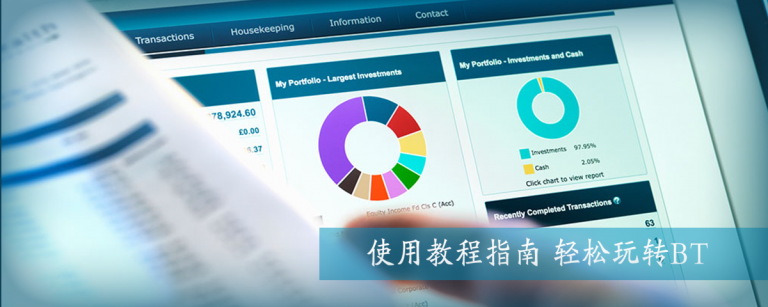 Transactions
Housekeeping
Information
Contact
My Portfolio - Largest Investments
My Portfolio - Investments and Cash
78,924.60
£0.00
6.37
Investments 97.95%
Cash 2.05%
Click chart to view report
Equity Income Fd Cls C (Acc)
Recently Completed Transactions
63
使用教程指南 轻松玩转BT